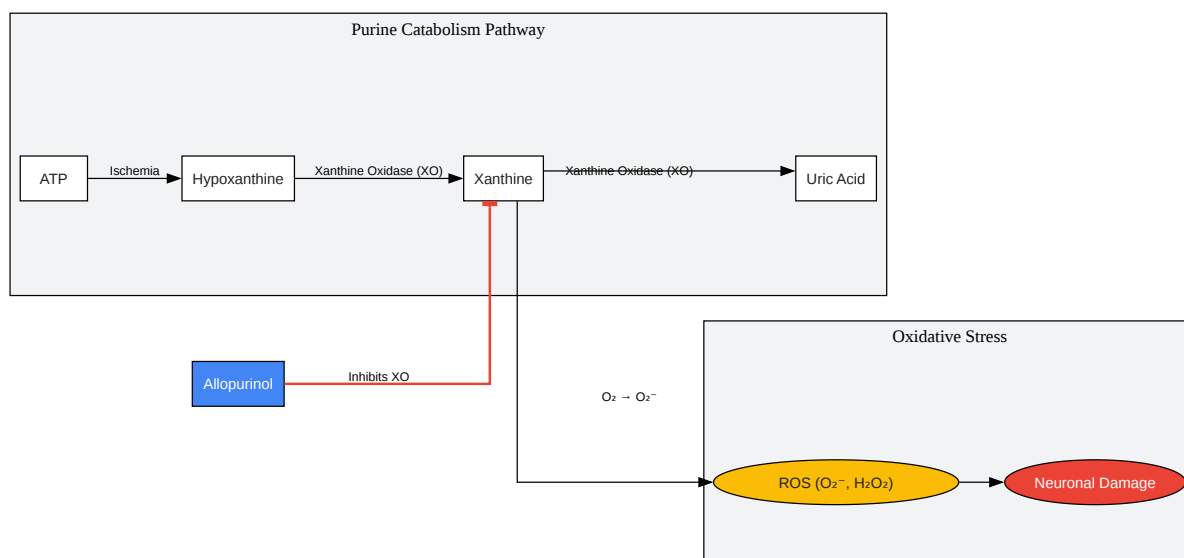 Purine Catabolism Pathway
ATP
Ischemia
Hypoxanthine
Xanthine Oxidase (XO)
Xanthine
Xanthine Oxidase (XO)
Uric Acid
Oxidative Stress
Allopurinol
Inhibits XO
O₂ → O₂⁻
ROS (O₂⁻, H₂O₂)
Neuronal Damage